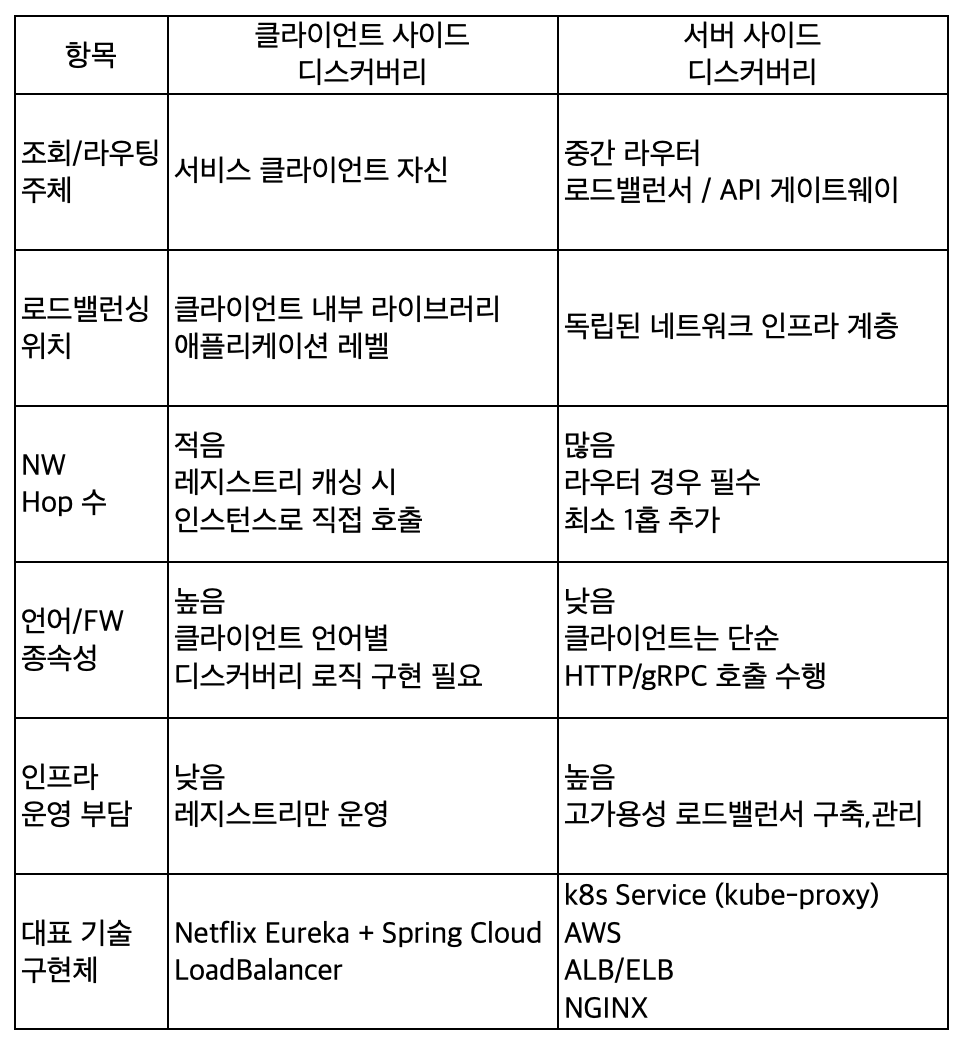 항목
클라이언트 사이드
디스커버리
서버 사이드
디스커버리
조회/라우팅
주체
서비스 클라이언트 자신
중간 라우터
로드밸런서 / API 게이트웨이
로드밸런싱
위치
클라이언트 내부 라이브러리
애플리케이션 레벨
독립된 네트워크 인프라 계층
NW
Hop 수
적음
레지스트리 캐싱 시
인스턴스로 직접 호출
많음
라우터 경우 필수
최소 1홉 추가
언어/FW
종속성
높음
클라이언트 언어별
디스커버리 로직 구현 필요
낮음
클라이언트는 단순
HTTP/gRPC 호출 수행
인프라
운영 부담
낮음
레지스트리만 운영
높음
고가용성 로드밸런서 구축,관리
대표 기술
구현체
Netflix Eureka + Spring Cloud
LoadBalancer
k8s Service (kube-proxy)
AWS
ALB/ELB
NGINX